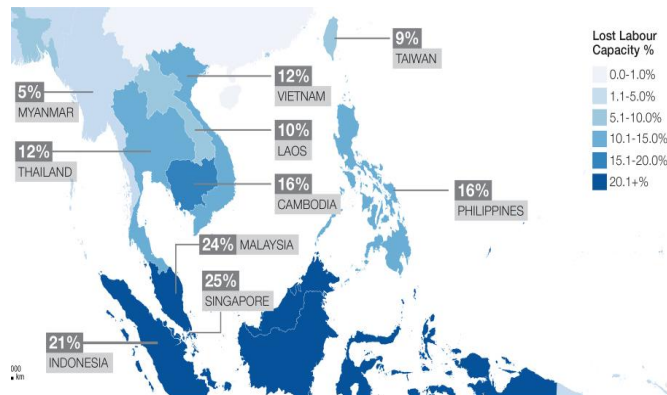 9%
TAIWAN
Lost Labour
Capacity %
0.0-1.0%
1.1-5.0%
5.1-10.0%
10.1-15.0%
15.1-20.0%
20.1+%
5%
MYANMAR
12%
VIETNAM
10%
LAOS
12%
THAILAND
16%
CAMBODIA
16%
PHILIPPINES
24% MALAYSIA
25%
SINGAPORE
21%
INDONESIA
000
km